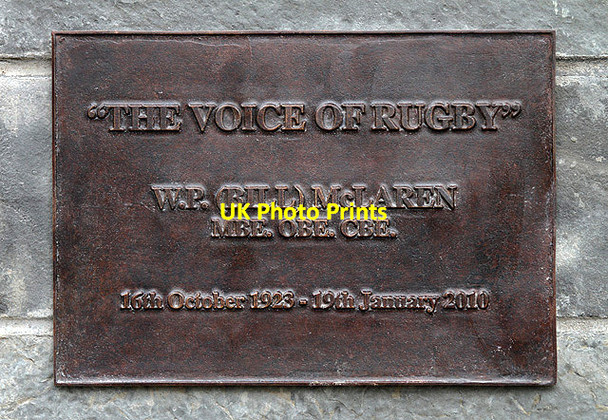 “THE VOICE OF RUGBY”
W.P. (BILL) McLAREN
UK Photo Prints
MBE. OBE. CBE.
16th October 1923 - 19th January 2010